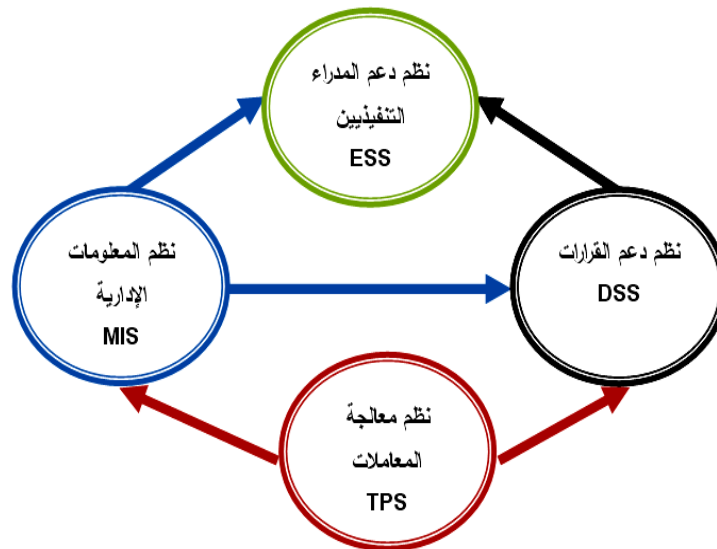 نظم دعم المدراء
التنفيذيين
ESS
نظم المعلومات
الإدارية
MIS
نظم دعم القرارات
DSS
نظم معالجة
المعاملات
TPS